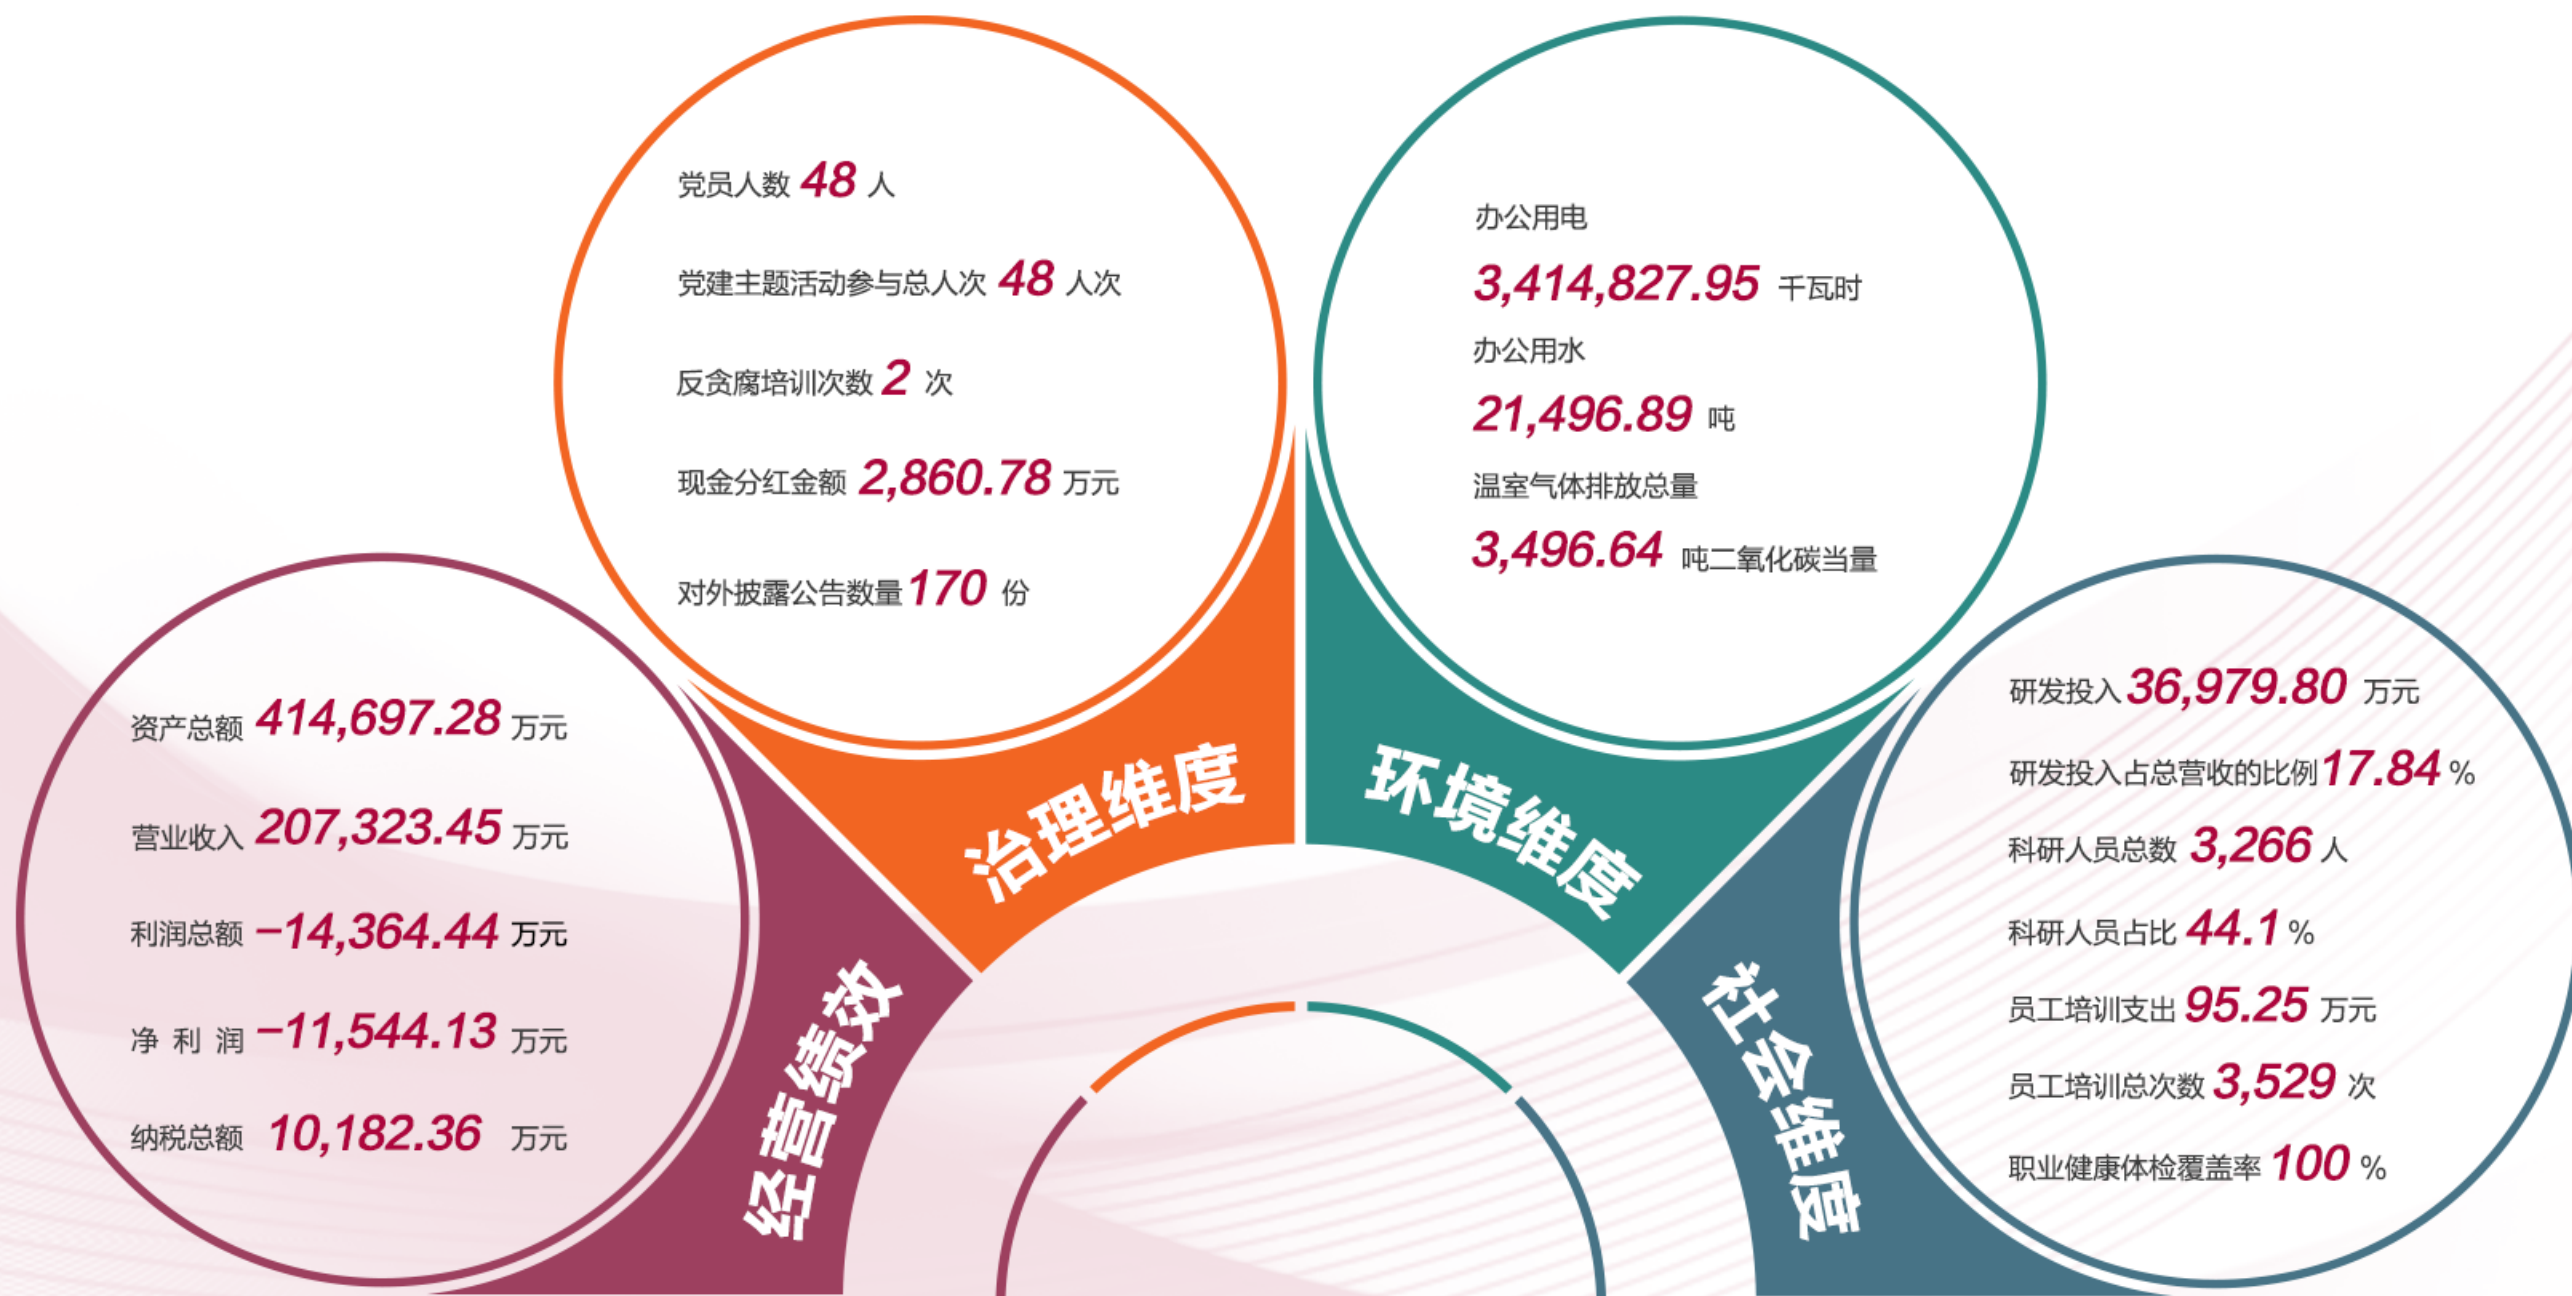 党员人数 48 人
党建主题活动参与总人次 48 人次
反贪腐培训次数 2 次
现金分红金额 2,860.78 万元
对外披露公告数量 170 份
治理维度
办公用电
3,414,827.95 千瓦时
办公用水
21,496.89 吨
温室气体排放总量
3,496.64 吨二氧化碳当量
环境维度
资产总额 414,697.28 万元
营业收入 207,323.45 万元
利润总额 -14,364.44 万元
净利润 -11,544.13 万元
纳税总额 10,182.36 万元
经营绩效
研发投入 36,979.80 万元
研发投入占总营收的比例 17.84 %
科研人员总数 3,266 人
科研人员占比 44.1 %
员工培训支出 95.25 万元
员工培训总次数 3,529 次
职业健康体检覆盖率 100 %
社会维度